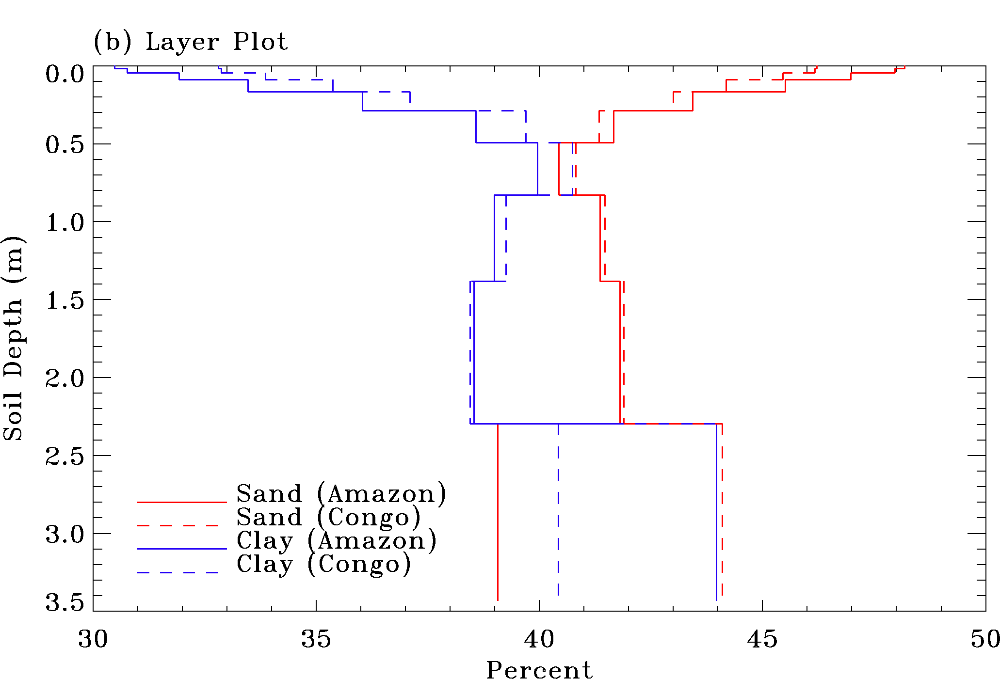 (b) Layer Plot
0.0
0.5
1.0
1.5
2.0
2.5
3.0
3.5
Soil Depth (m)
Sand (Amazon)
Sand (Congo)
Clay (Amazon)
Clay (Congo)
30 35 40 45 50
Percent